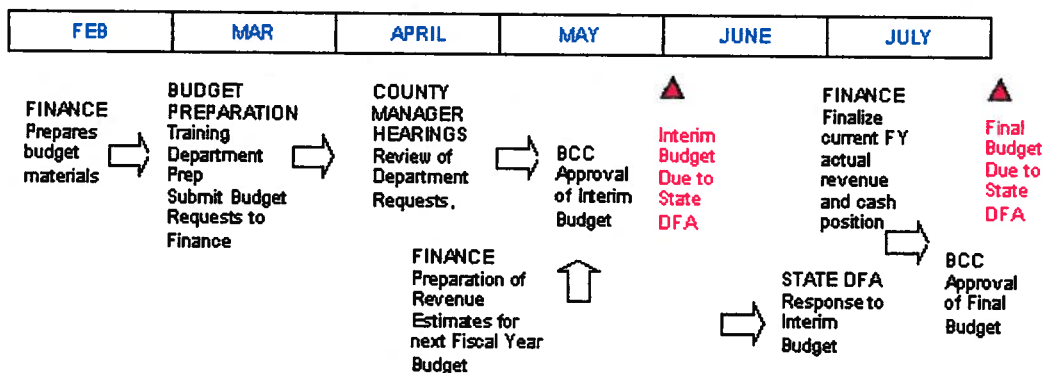 FEB
MAR
APRIL
MAY
JUNE
JULY
FINANCE
Prepares
budget
materials
BUDGET
PREPARATION
Training
Department
Prep
Submit Budget
Requests to
Finance
COUNTY
MANAGER
HEARINGS
Review of
Department
Requests.
FINANCE
Preparation of
Revenue
Estimates for
next Fiscal Year
Budget
BCC
Approval
of Interim
Budget
Interim
Budget
Due to
State
DFA
STATE DFA
Response to
Interim
Budget
FINANCE
Finalize
current FY
actual
revenue
and cash
position
BCC
Approval
of Final
Budget
Final
Budget
Due to
State
DFA